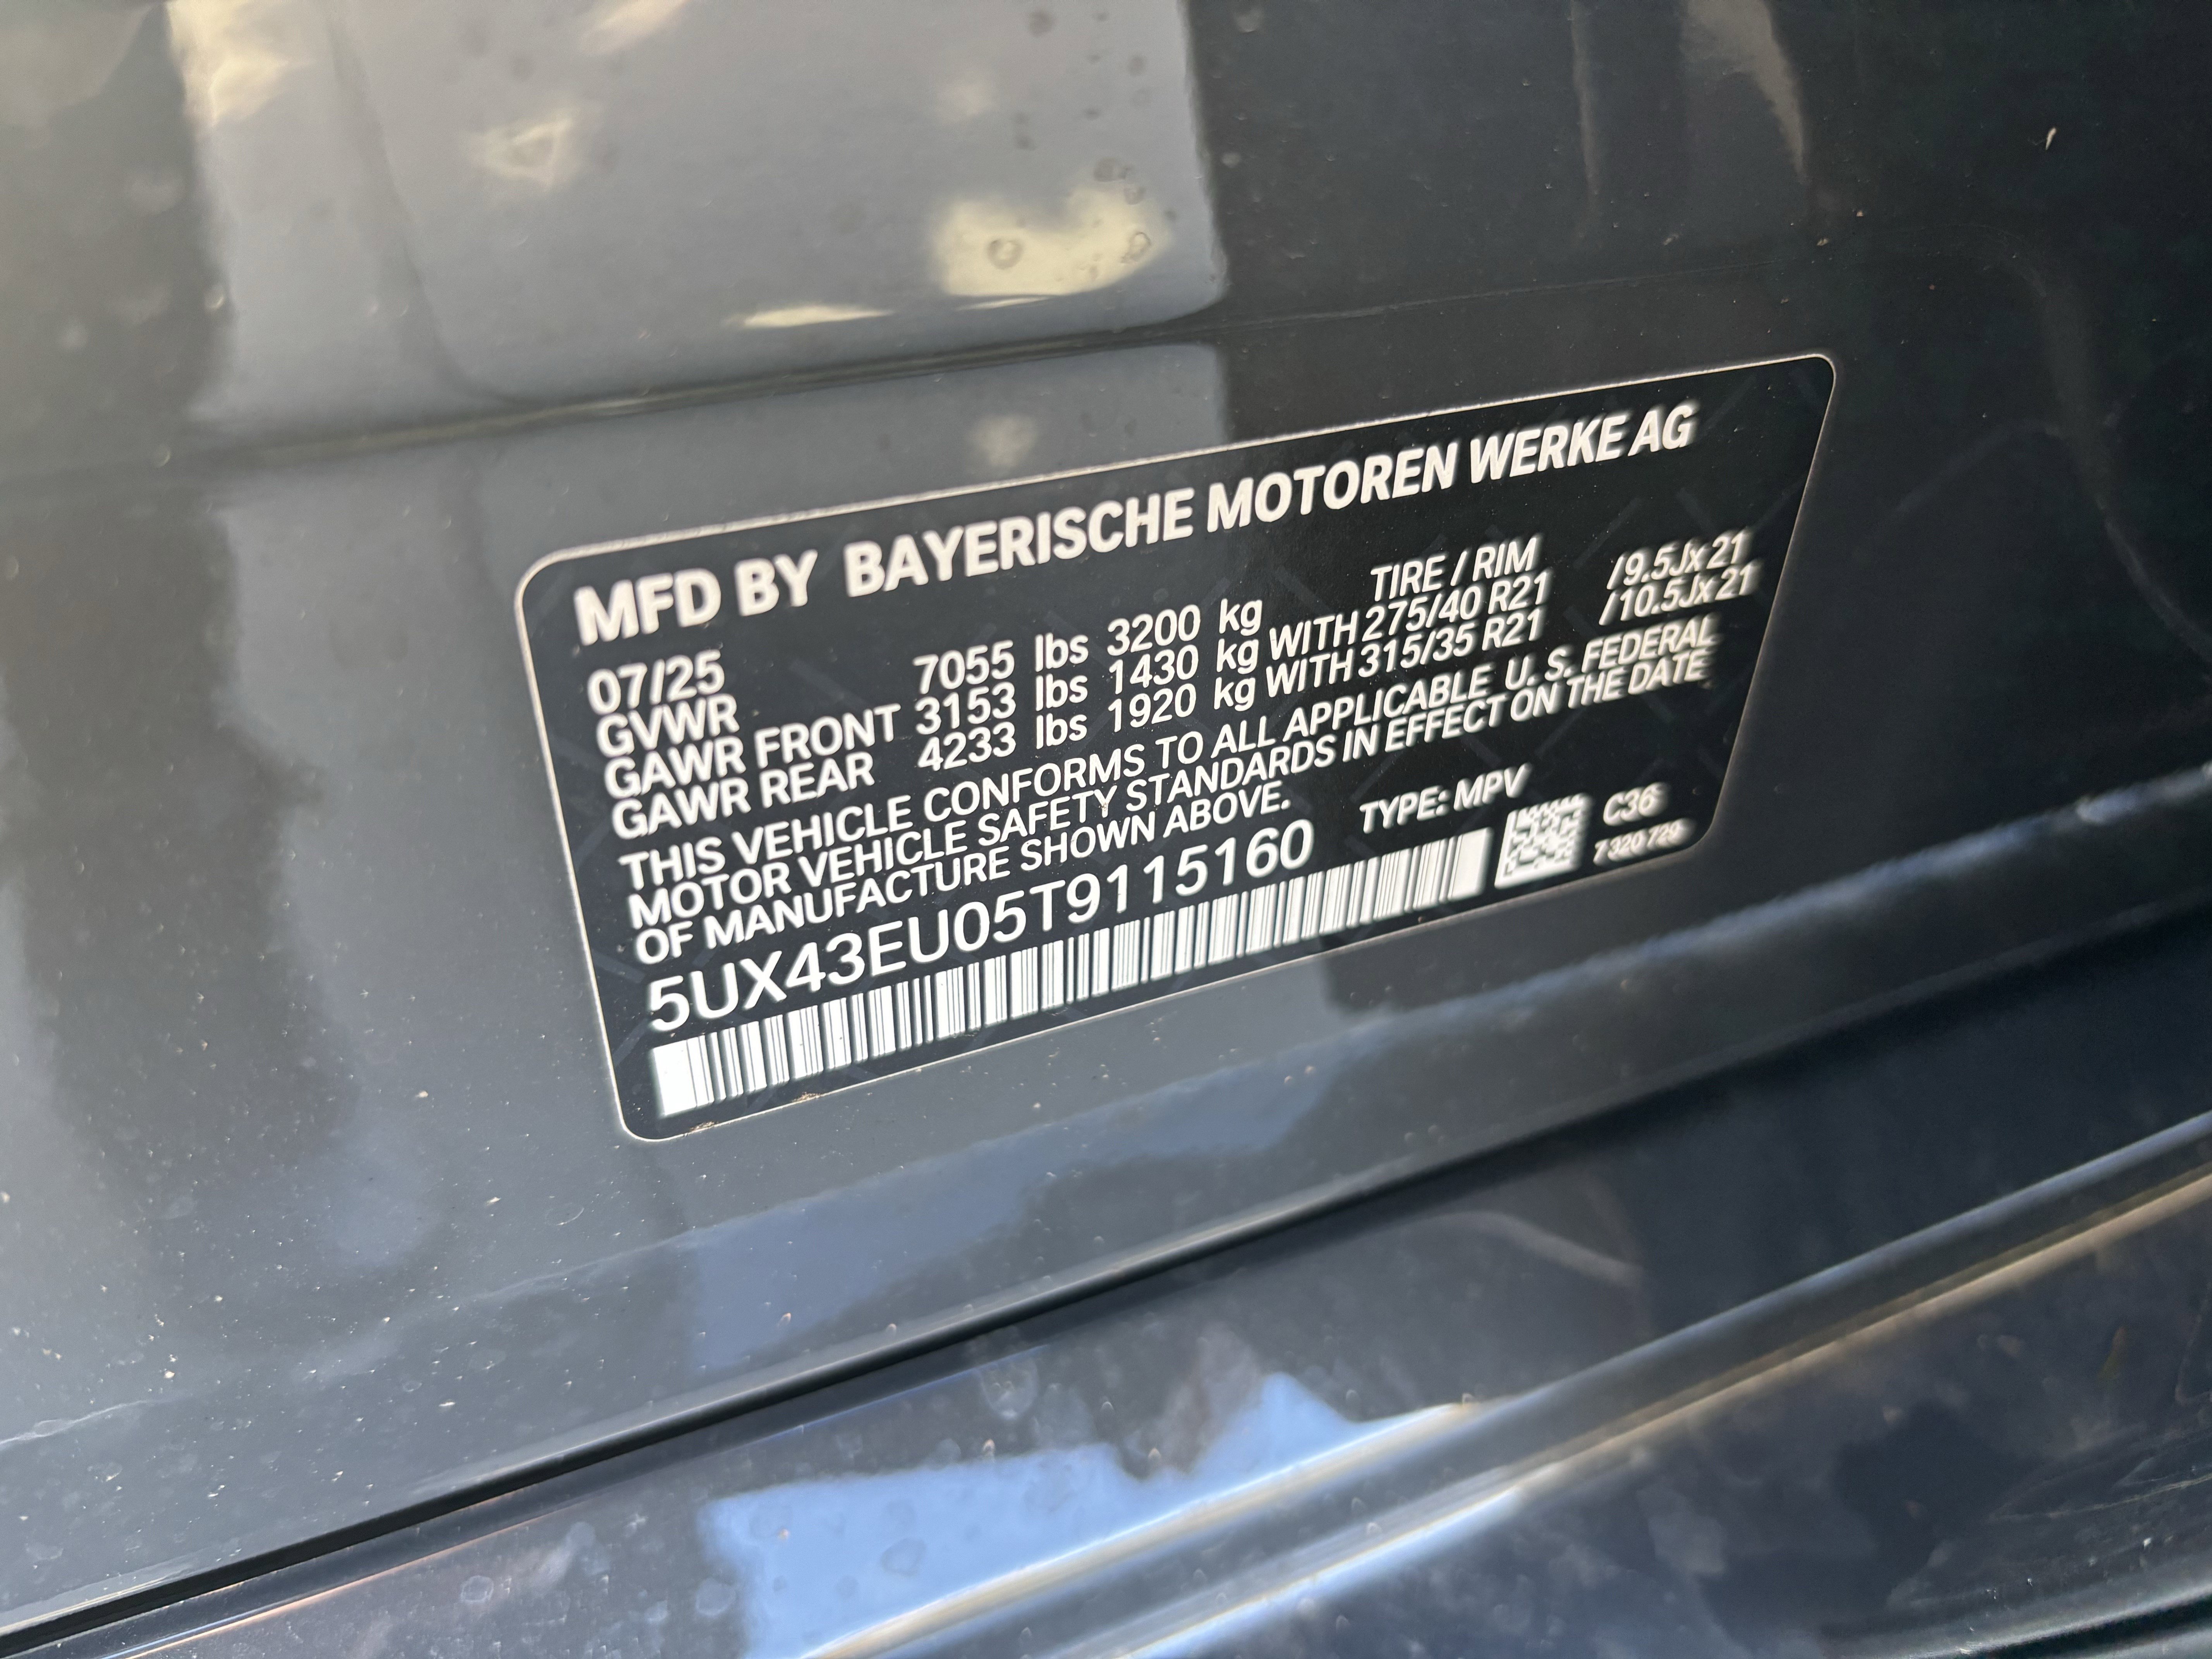 MFD BY BAYERISCHE MOTOREN WERKE AG
07/25 TIRE / RIM
GVWR 7055 lbs 3200 kg
GAWR FRONT 3153 lbs 1430 kg WITH 275/40 R21 /9.5Jx21
GAWR REAR 4233 lbs 1920 kg WITH 315/35 R21 /10.5Jx21
THIS VEHICLE CONFORMS TO ALL APPLICABLE U. S. FEDERAL
MOTOR VEHICLE SAFETY STANDARDS IN EFFECT ON THE DATE
OF MANUFACTURE SHOWN ABOVE.
TYPE: MPV
5UX43EU05T9115160
C36
7 320 729